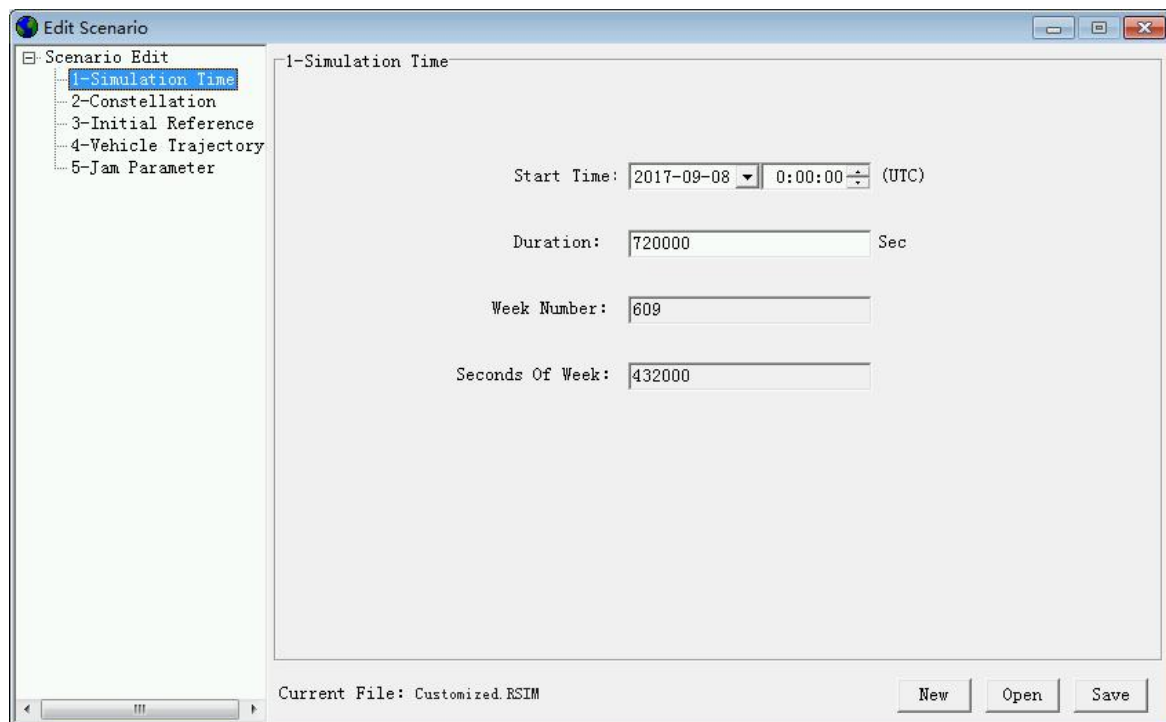 Edit Scenario
Scenario Edit
1-Simulation Time
2-Constellation
3-Initial Reference
4-Vehicle Trajectory
5-Jam Parameter
1-Simulation Time
Start Time: 2017-09-08 0:00:00 (UTC)
Duration: 720000 Sec
Week Number: 609
Seconds Of Week: 432000
Current File: Customized.RSIM
New Open Save